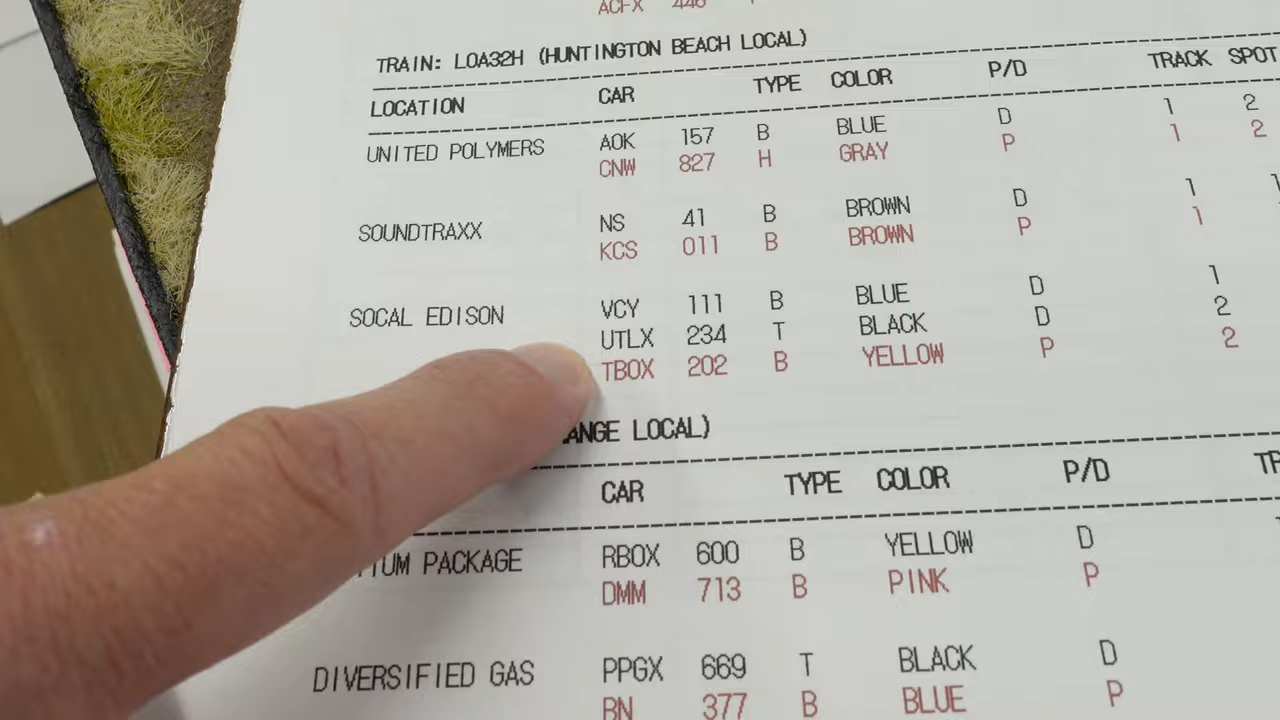 ACFX 446
TRAIN: LOA32H (HUNTINGTON BEACH LOCAL)
LOCATION CAR TYPE COLOR P/D TRACK SPOT
UNITED POLYMERS AOK 157 B BLUE D 1 2
CNW 827 H GRAY P 1 2
SOUNDTRAXX NS 41 B BROWN D 1 1
KCS 011 B BROWN P 1
SOCAL EDISON VCY 111 B BLUE D 1
UTLX 234 T BLACK D 2
TBOX 202 B YELLOW P 2
LOCAL)
CAR TYPE COLOR P/D
PACKAGE RBOX 600 B YELLOW D
DMM 713 B PINK P
DIVERSIFIED GAS PPGX 669 T BLACK D
BN 377 B BLUE P